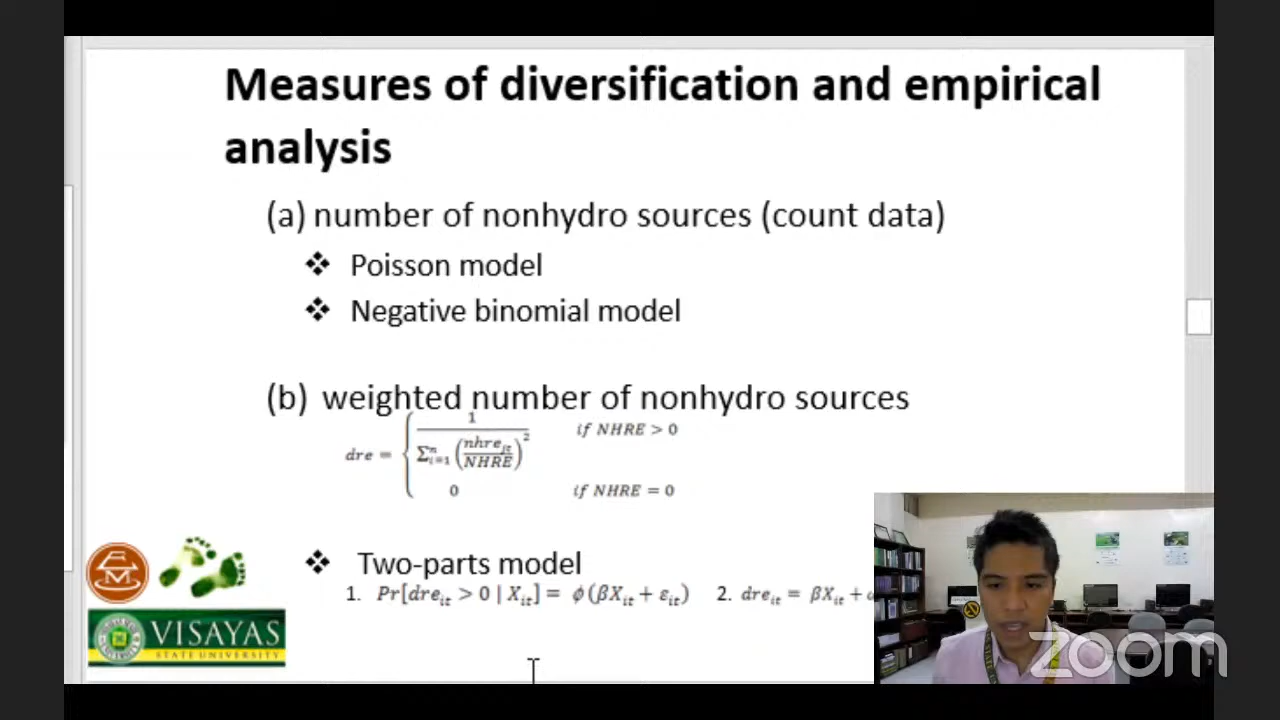 Measures of diversification and empirical
analysis
(a) number of nonhydro sources (count data)
❖ Poisson model
❖ Negative binomial model
(b) weighted number of nonhydro sources
dre = { 1 / Σⁿᵢ₌₁ (nhreᵢₜ / NHRE)² if NHRE > 0
0 if NHRE = 0
❖ Two-parts model
1. Pr[dreᵢₜ > 0 | Xᵢₜ] = ϕ(βXᵢₜ + εᵢₜ) 2. dreᵢₜ = βXᵢₜ +
VISAYAS
STATE UNIVERSITY
zoom